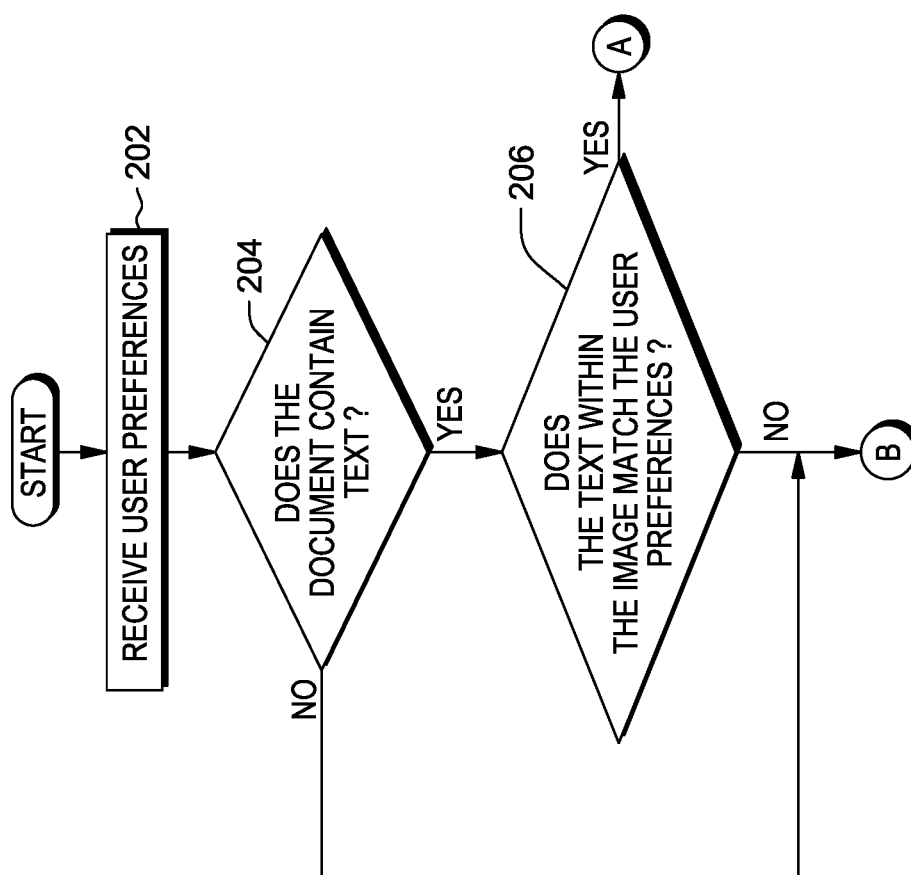 START
RECEIVE USER PREFERENCES
202
DOES THE
DOCUMENT CONTAIN
TEXT ?
204
NO
YES
DOES
THE TEXT WITHIN
THE IMAGE MATCH THE USER
PREFERENCES ?
206
YES
A
NO
B